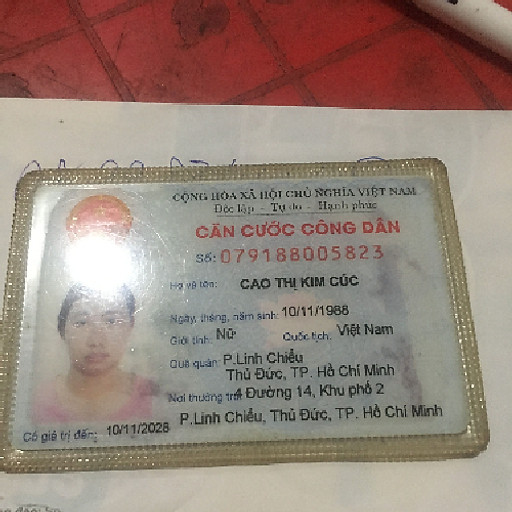 CỘNG HÒA XÃ HỘI CHỦ NGHĨA VIỆT NAM
Độc lập - Tự do - Hạnh phúc
CĂN CƯỚC CÔNG DÂN
Số: 079188005823
Họ và tên: CAO THỊ KIM CÚC
Ngày, tháng, năm sinh: 10/11/1988
Giới tính: Nữ Quốc tịch: Việt Nam
Quê quán: P.Linh Chiểu
Thủ Đức, TP. Hồ Chí Minh
Nơi thường trú: 4 Đường 14, Khu phố 2
P.Linh Chiểu, Thủ Đức, TP. Hồ Chí Minh
Có giá trị đến: 10/11/2028